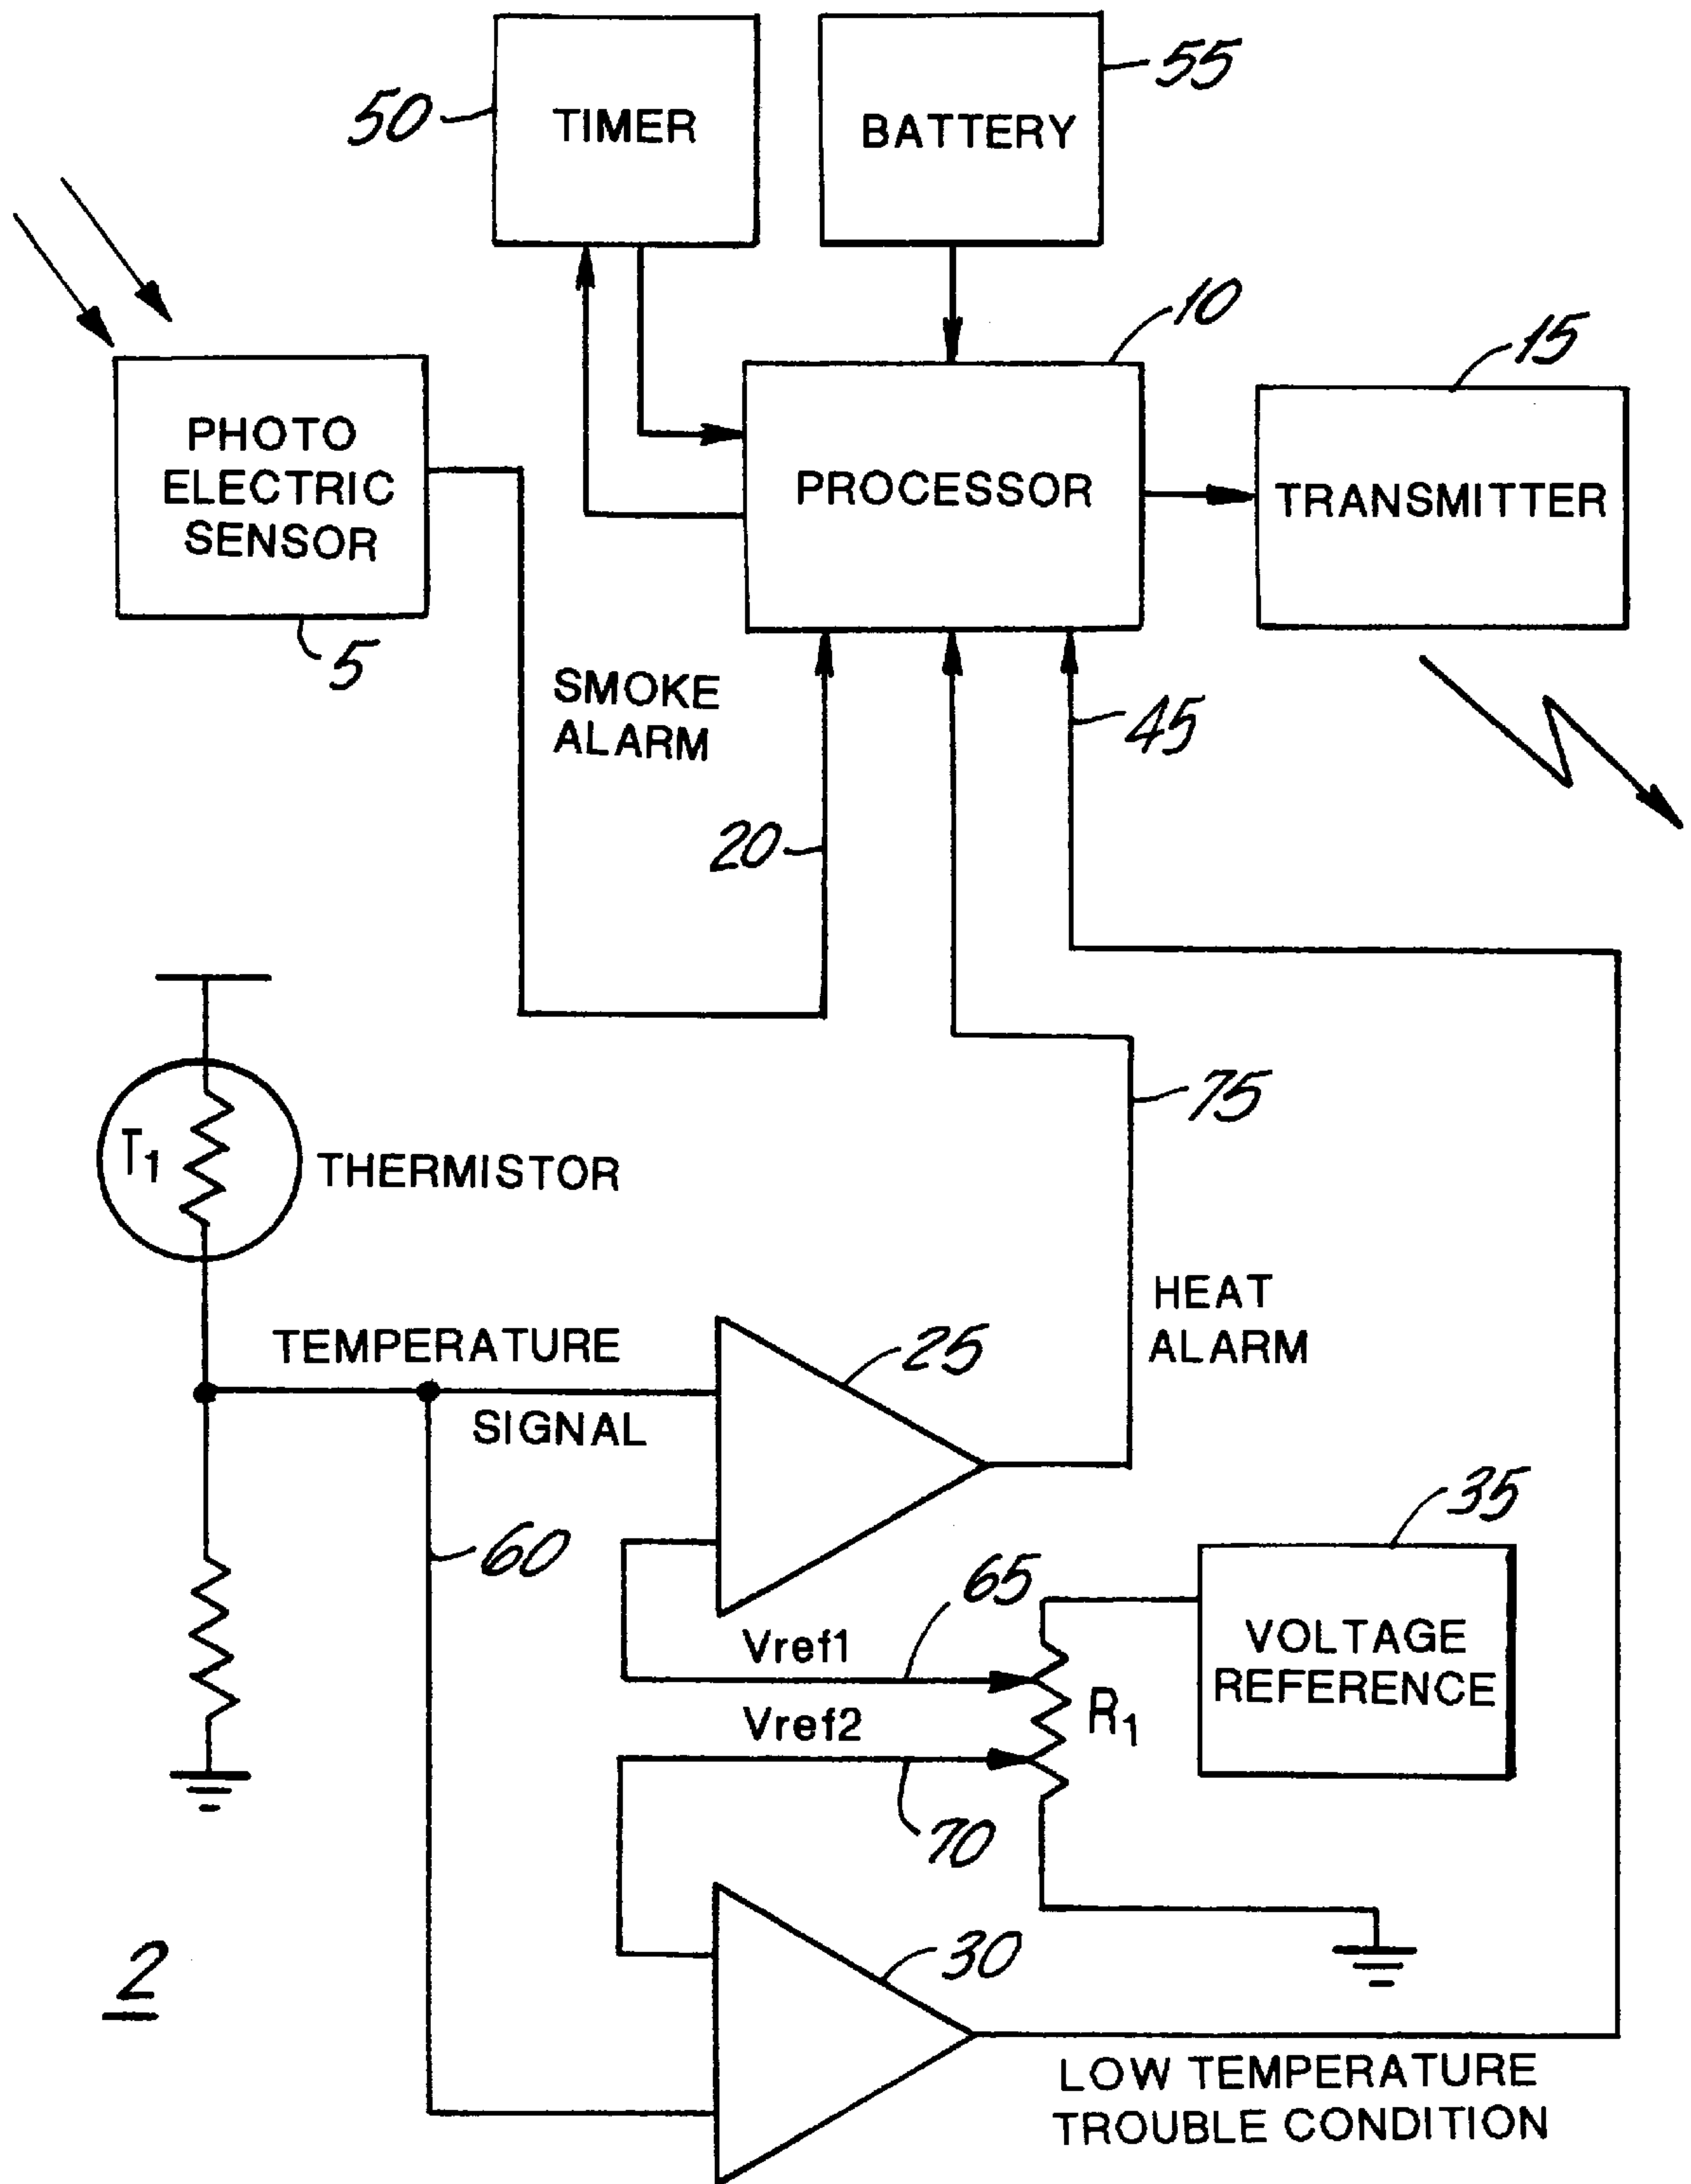 50
TIMER
BATTERY
55
10
15
PHOTO
ELECTRIC
SENSOR
PROCESSOR
TRANSMITTER
5
SMOKE
ALARM
45
20
75
T1
THERMISTOR
HEAT
ALARM
TEMPERATURE
SIGNAL
25
60
35
65
VOLTAGE
REFERENCE
Vref1
R1
Vref2
70
30
2
LOW TEMPERATURE
TROUBLE CONDITION